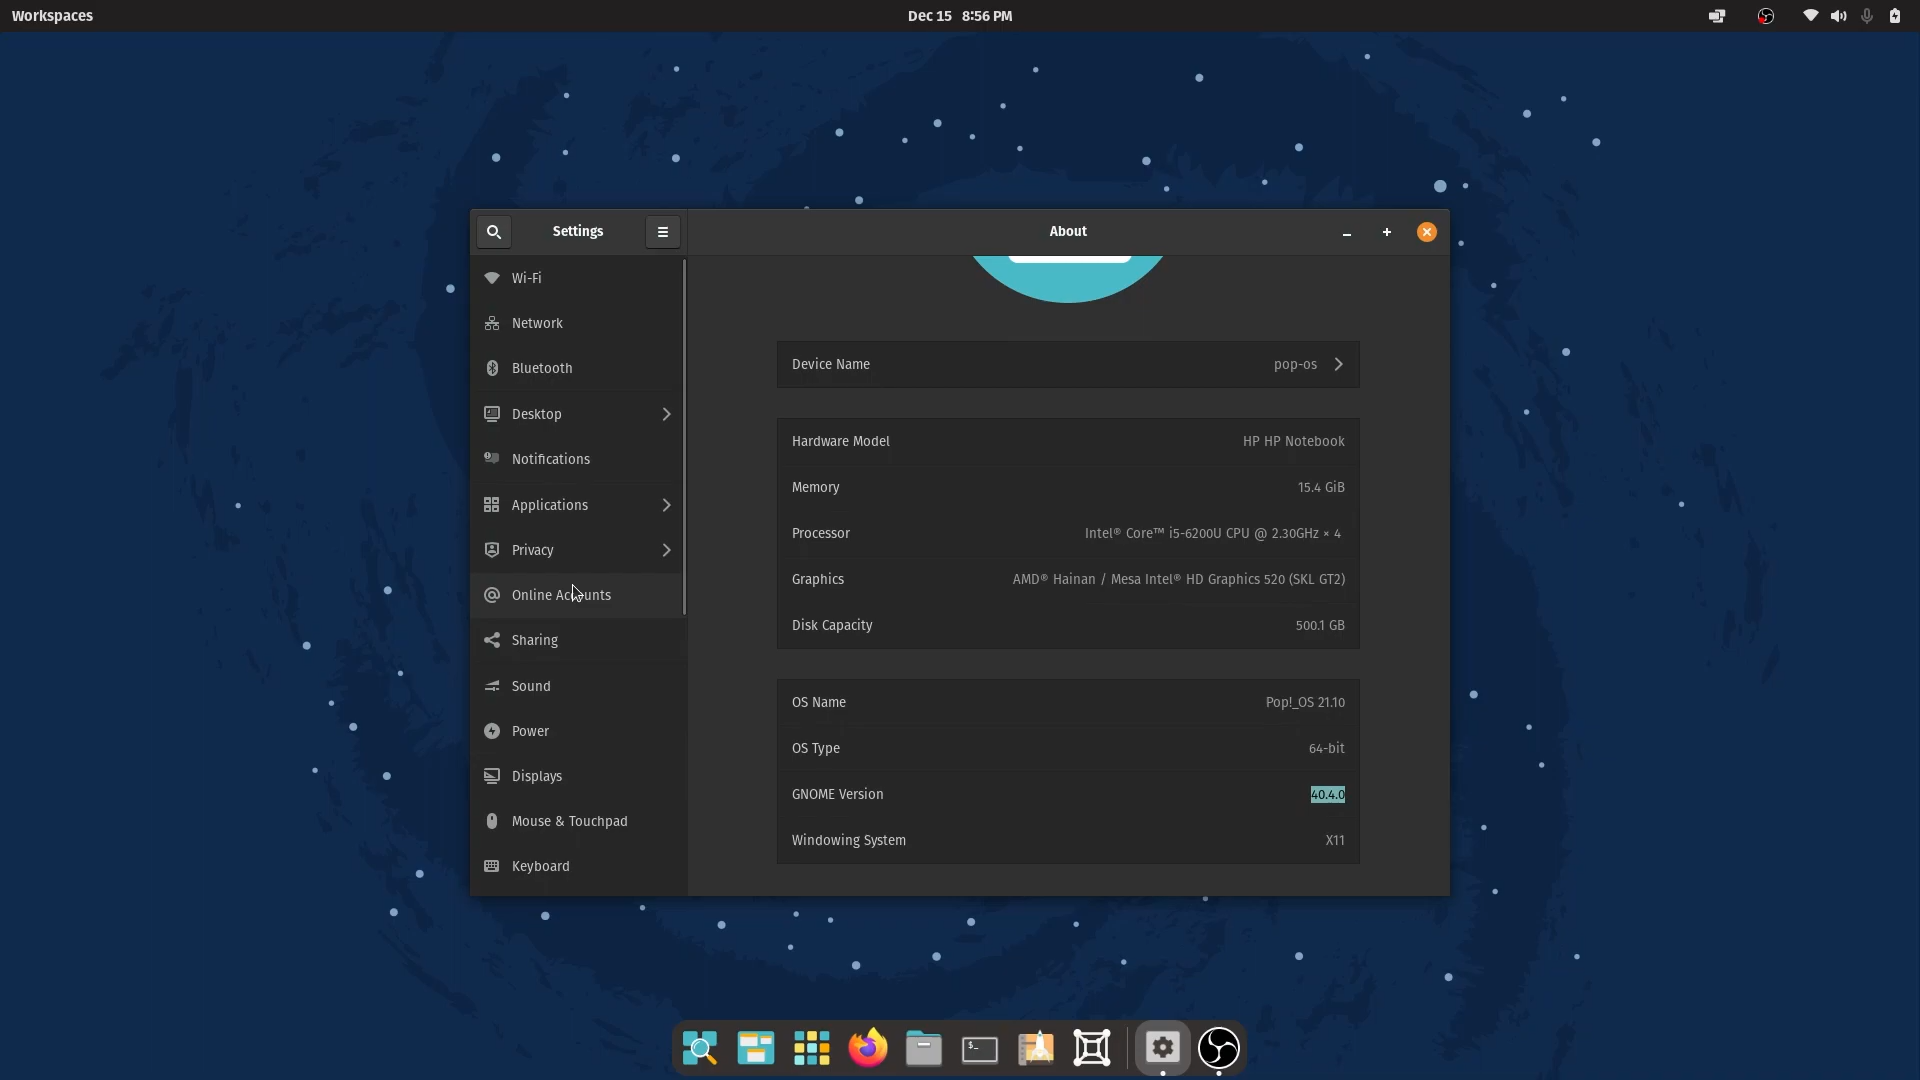 Workspaces
Dec 15 8:56 PM
Settings
About
Wi-Fi
Network
Bluetooth
Desktop
Notifications
Applications
Privacy
Online Accounts
Sharing
Sound
Power
Displays
Mouse & Touchpad
Keyboard
Device Name pop-os
Hardware Model HP HP Notebook
Memory 15.4 GiB
Processor Intel® Core™ i5-6200U CPU @ 2.30GHz × 4
Graphics AMD® Hainan / Mesa Intel® HD Graphics 520 (SKL GT2)
Disk Capacity 500.1 GB
OS Name Pop!_OS 21.10
OS Type 64-bit
GNOME Version 40.4.0
Windowing System X11
$_